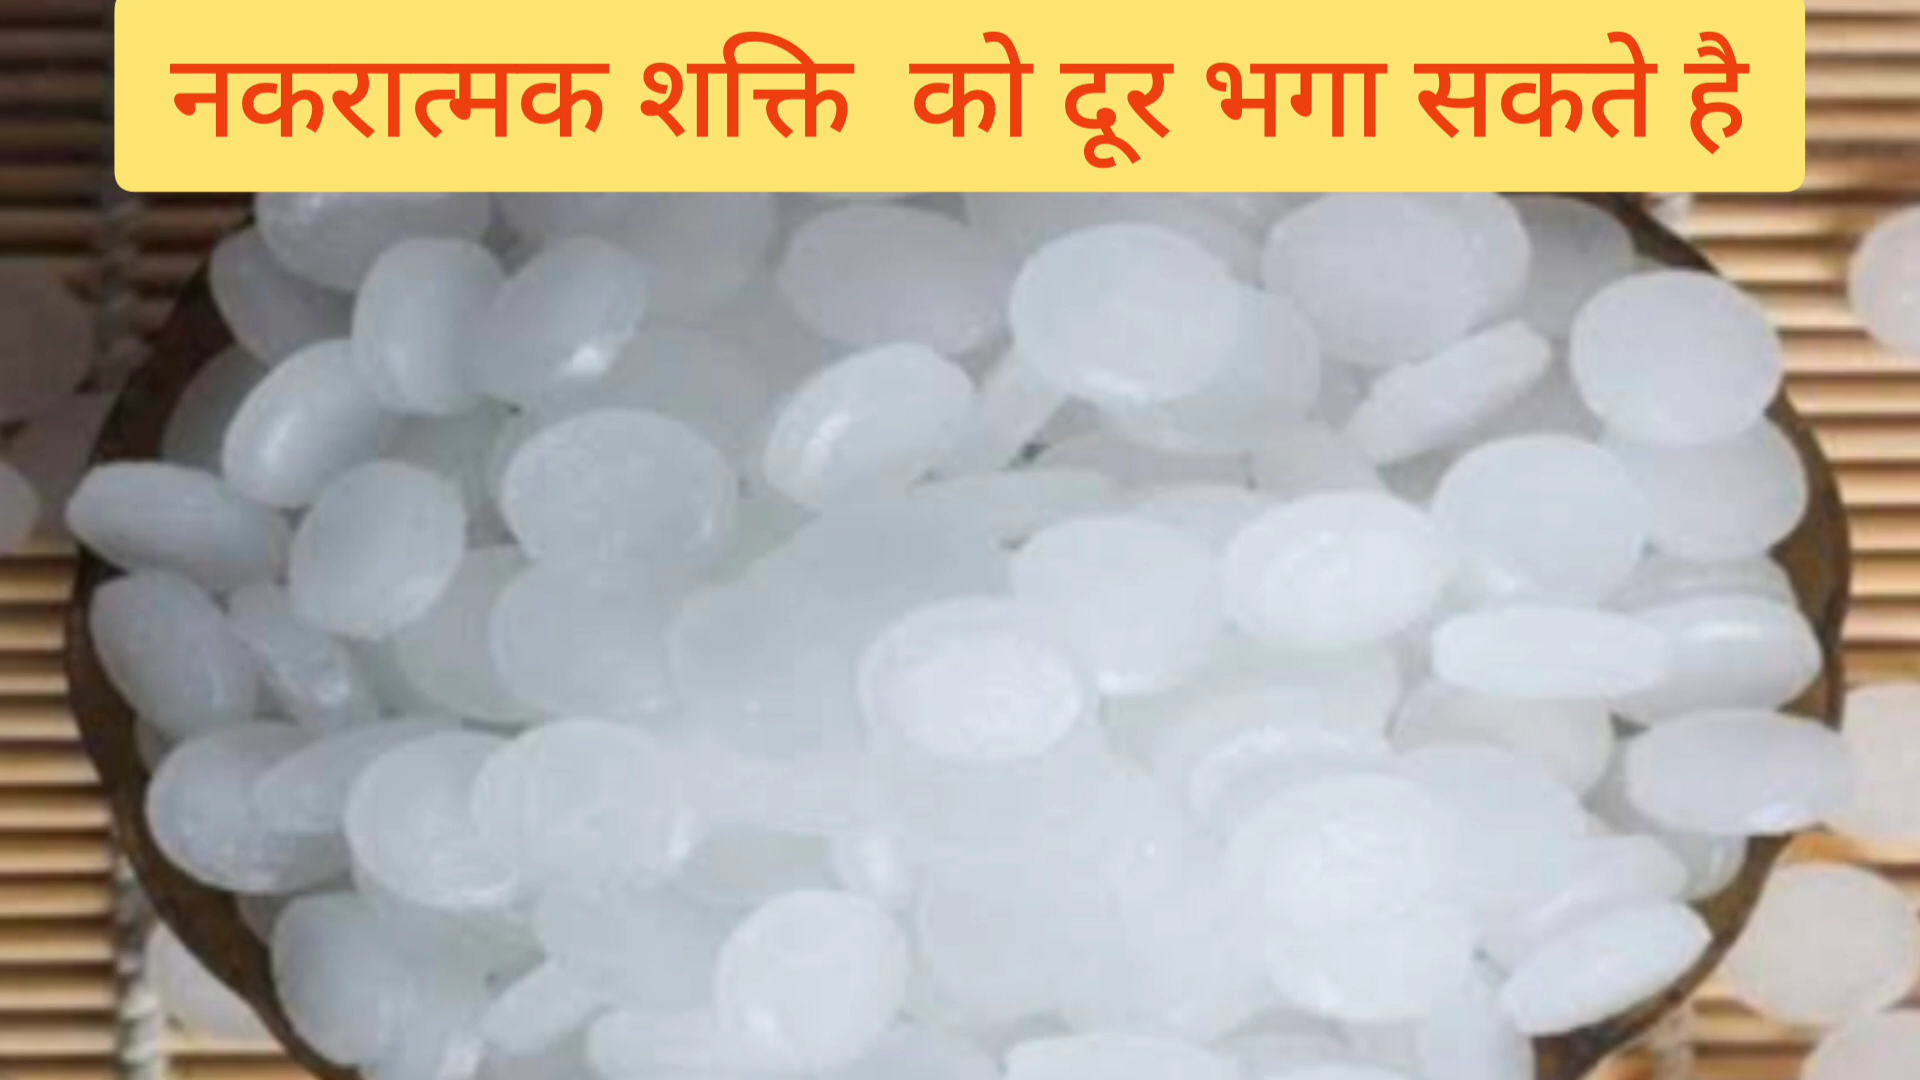 नकरात्मक शक्ति को दूर भगा सकते है